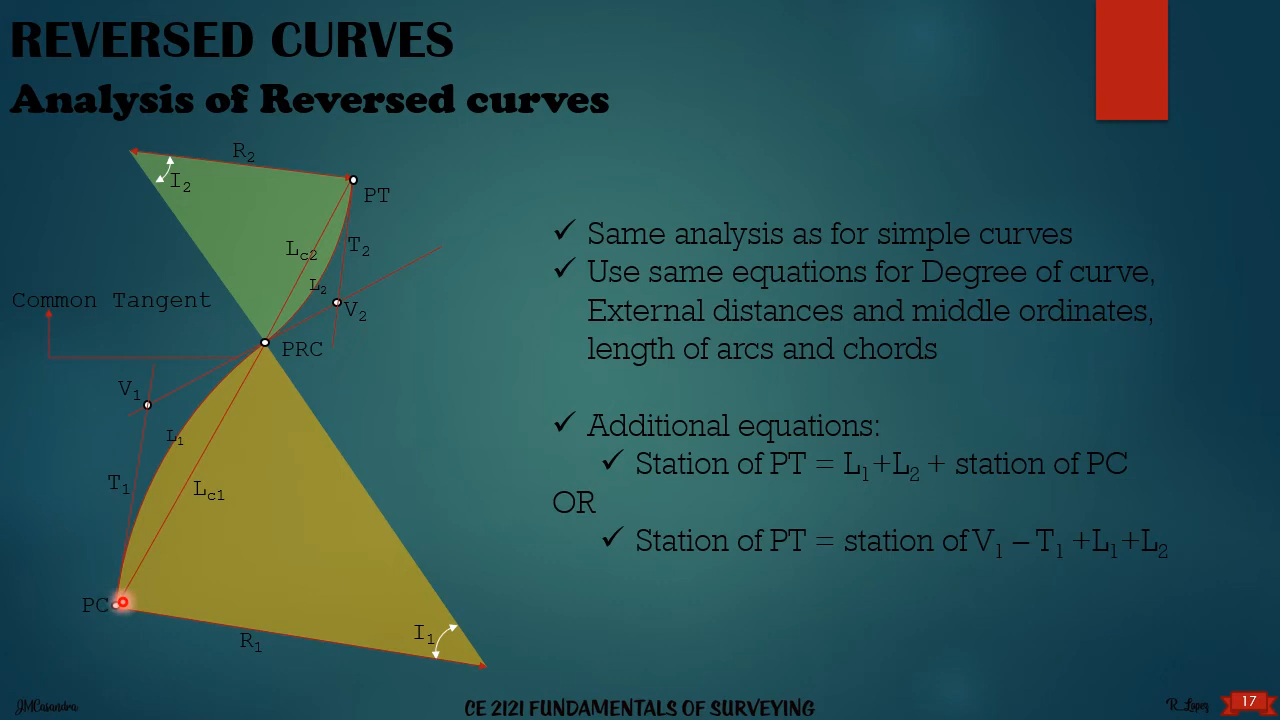 REVERSED CURVES
Analysis of Reversed curves
R₂
I₂
PT
L꜀₂
T₂
L₂
Common Tangent
V₂
PRC
V₁
L₁
T₁
L꜀₁
PC
I₁
R₁
✓ Same analysis as for simple curves
✓ Use same equations for Degree of curve,
External distances and middle ordinates,
length of arcs and chords
✓ Additional equations:
✓ Station of PT = L₁+L₂ + station of PC
OR
✓ Station of PT = station of V₁ – T₁ +L₁+L₂
JMCasandra
CE 2121 FUNDAMENTALS OF SURVEYING
R_Lopez
17